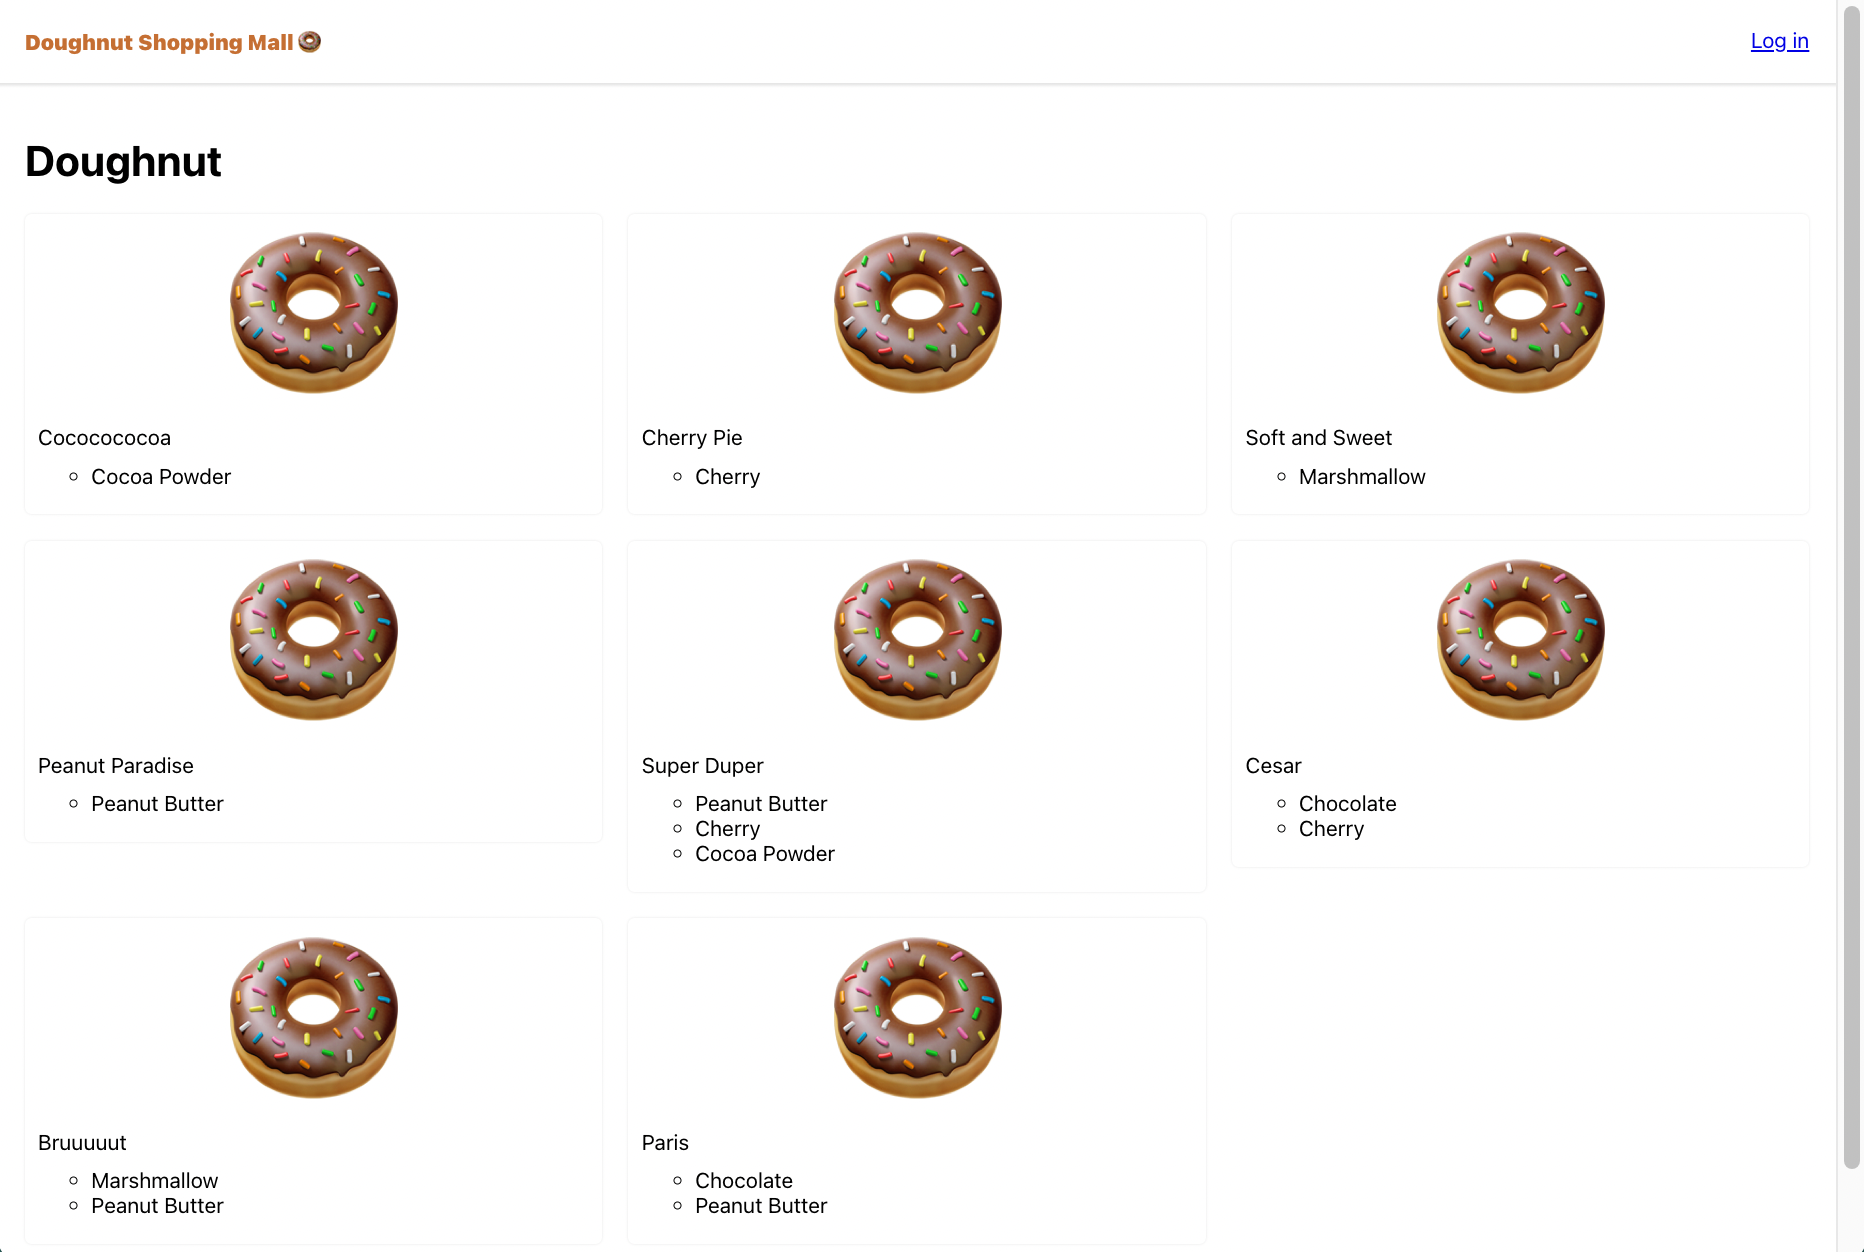 Doughnut Shopping Mall
Log in
Doughnut
Cocococococoa
Cocoa Powder
Cherry Pie
Cherry
Soft and Sweet
Marshmallow
Peanut Paradise
Peanut Butter
Super Duper
Peanut Butter
Cherry
Cocoa Powder
Cesar
Chocolate
Cherry
Bruuuuut
Marshmallow
Peanut Butter
Paris
Chocolate
Peanut Butter